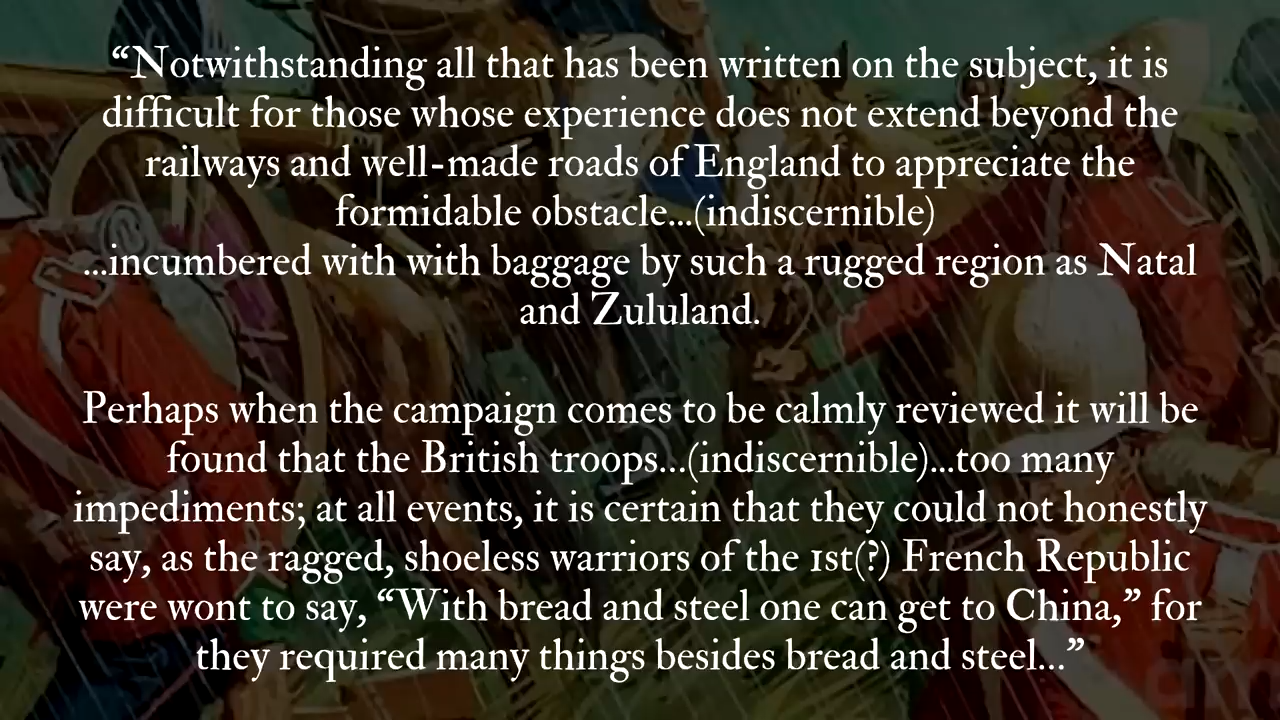 “Notwithstanding all that has been written on the subject, it is
difficult for those whose experience does not extend beyond the
railways and well-made roads of England to appreciate the
formidable obstacle...(indiscernible)
...incumbered with with baggage by such a rugged region as Natal
and Zululand.
Perhaps when the campaign comes to be calmly reviewed it will be
found that the British troops...(indiscernible)...too many
impediments; at all events, it is certain that they could not honestly
say, as the ragged, shoeless warriors of the 1st(?) French Republic
were wont to say, “With bread and steel one can get to China,” for
they required many things besides bread and steel...”